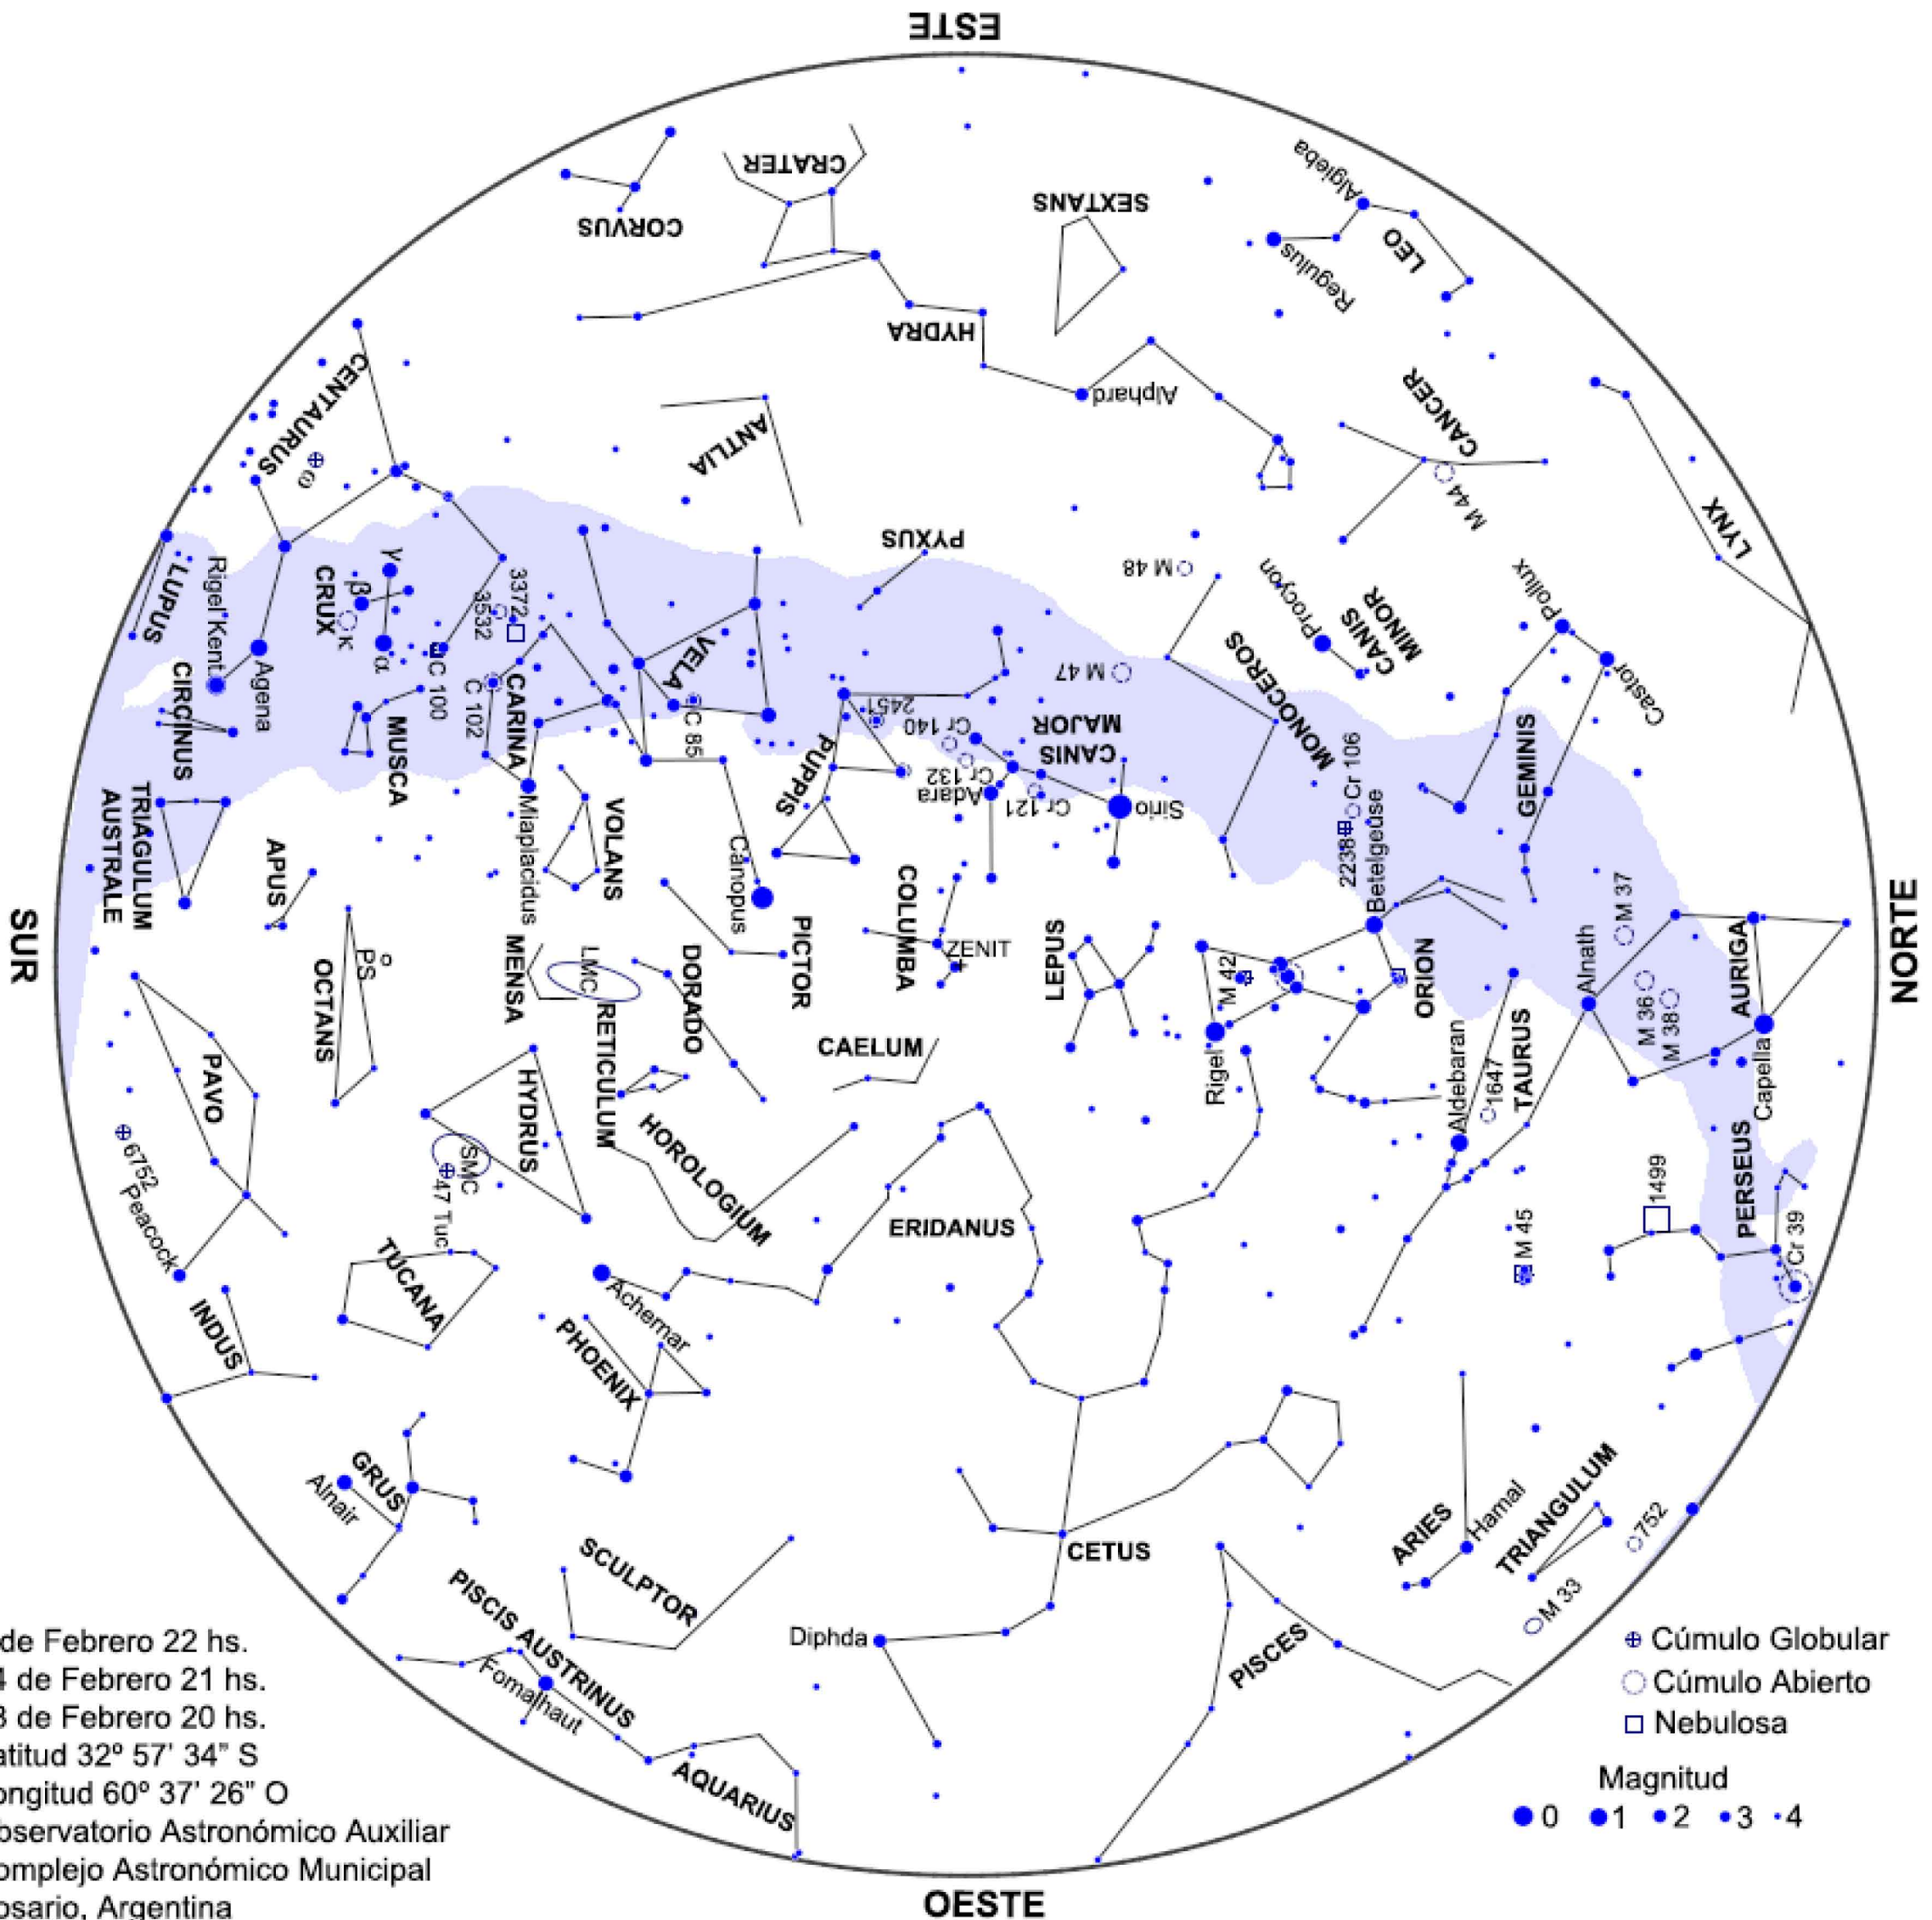 ESTE
CRATER
CORVUS
SEXTANS
Algieba
LEO
Regulus
HYDRA
CENTAURUS
Alphard
CANCER
ANTLIA
ω
M 44
LYNX
PYXUS
M 48
LUPUS
Rigel Kent.
CRUX
γ
β
κ
α
3372
3532
Procyon
CANIS
MINOR
Pollux
Castor
CIRCINUS
Agena
MUSCA
C 100
C 102
CARINA
VELA
C 85
2451
Cr 140
M 47
CANIS
MAJOR
MONOCEROS
GEMINIS
PUPPIS
Cr 132
Adara
Cr 121
Sirio
Cr 106
2238
Betelgeuse
TRIAGULUM
AUSTRALE
APUS
Miaplacidus
VOLANS
Canopus
COLUMBA
M 37
SUR
NORTE
OCTANS
PS
MENSA
LMC
DORADO
PICTOR
ZENIT
LEPUS
M 42
ORION
Alnath
M 36
M 38
AURIGA
PAVO
HYDRUS
RETICULUM
CAELUM
Rigel
Aldebaran
1647
TAURUS
Capella
6752
Peacock
SMC
47 Tuc
HOROLOGIUM
ERIDANUS
1499
PERSEUS
M 45
Cr 39
TUCANA
INDUS
Achernar
PHOENIX
GRUS
Alnair
SCULPTOR
CETUS
ARIES
Hamal
TRIANGULUM
752
M 33
PISCIS AUSTRINUS
Fomalhaut
Diphda
PISCES
AQUARIUS
OESTE
de Febrero 22 hs.
4 de Febrero 21 hs.
de Febrero 20 hs.
atitud 32º 57' 34" S
ongitud 60º 37' 26" O
bservatorio Astronómico Auxiliar
omplejo Astronómico Municipal
osario, Argentina
Cúmulo Globular
Cúmulo Abierto
Nebulosa
Magnitud
0 1 2 3 4